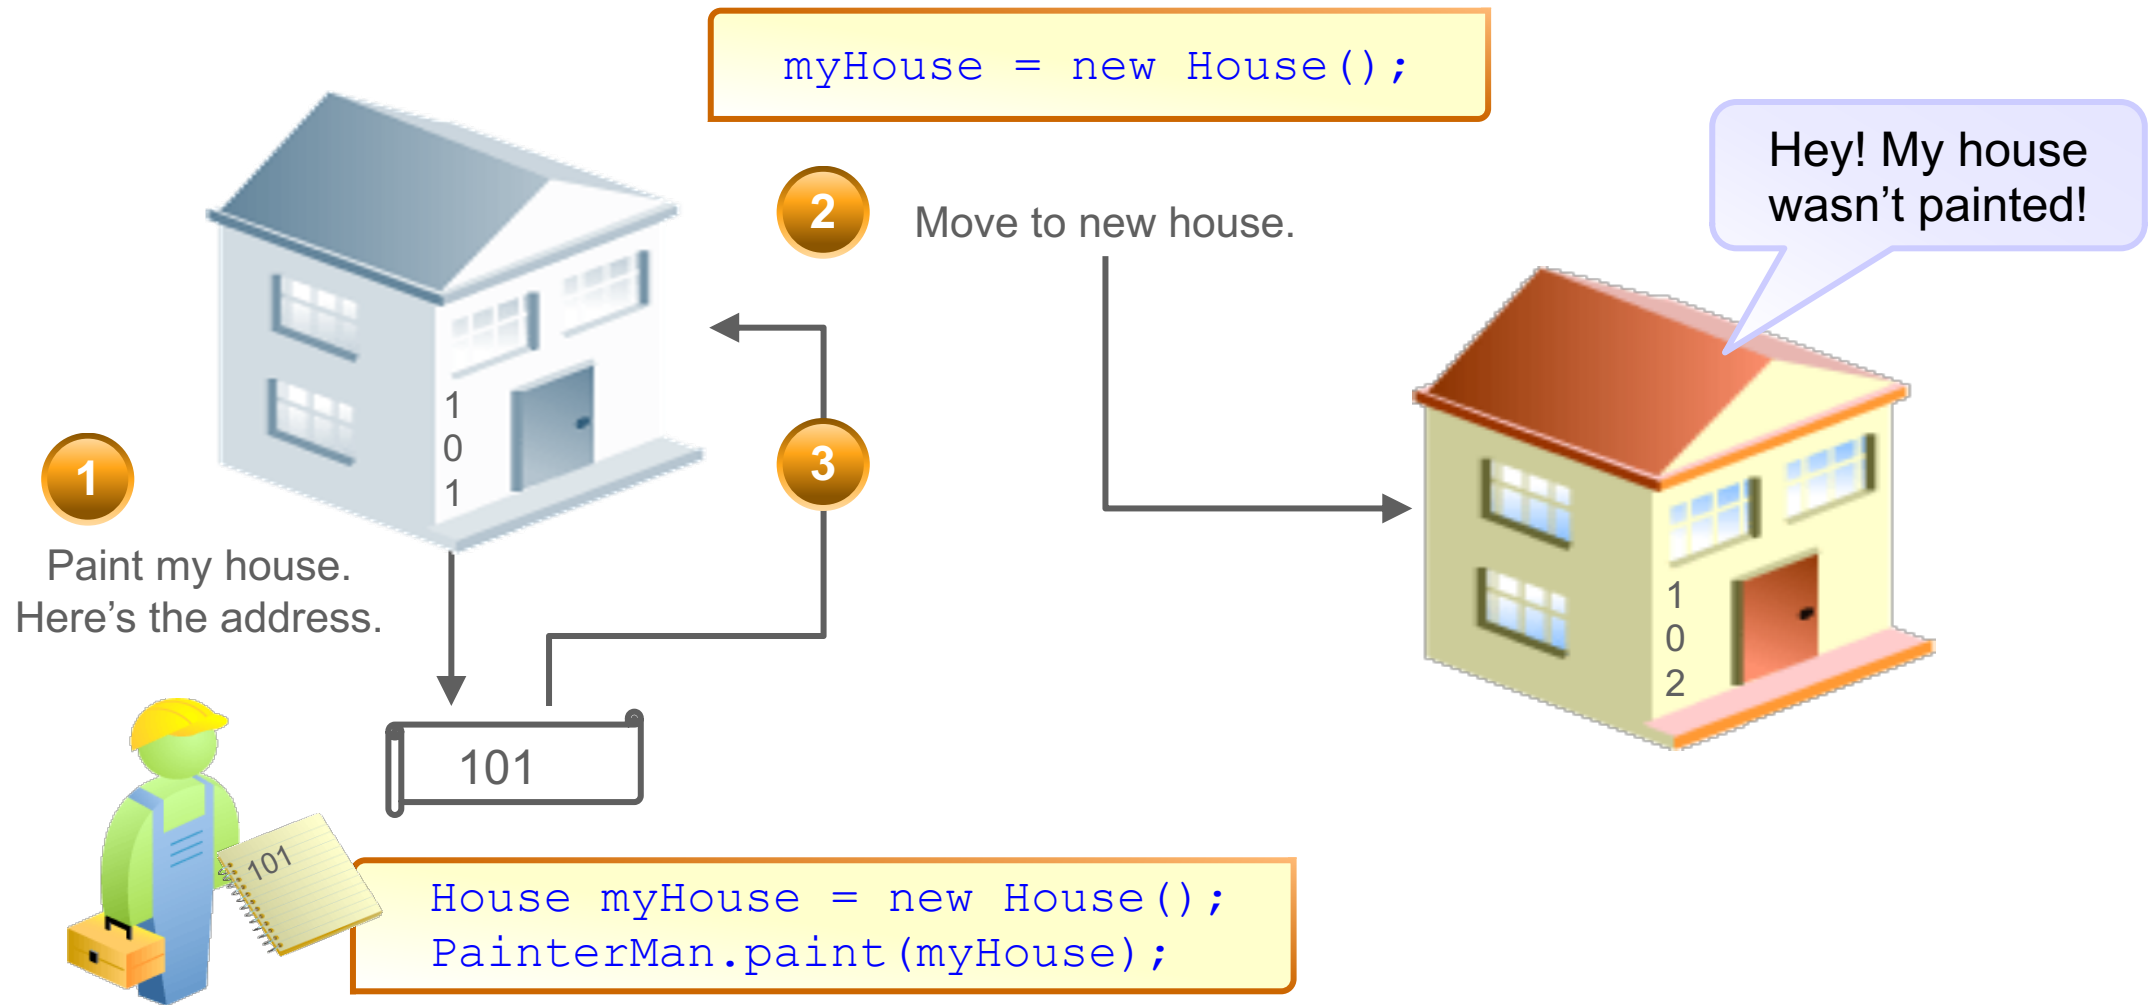 myHouse = new House();
Hey! My house
wasn't painted!
2
Move to new house.
1
0
1
3
1
Paint my house.
Here's the address.
1
0
2
101
101
House myHouse = new House();
PainterMan.paint(myHouse);